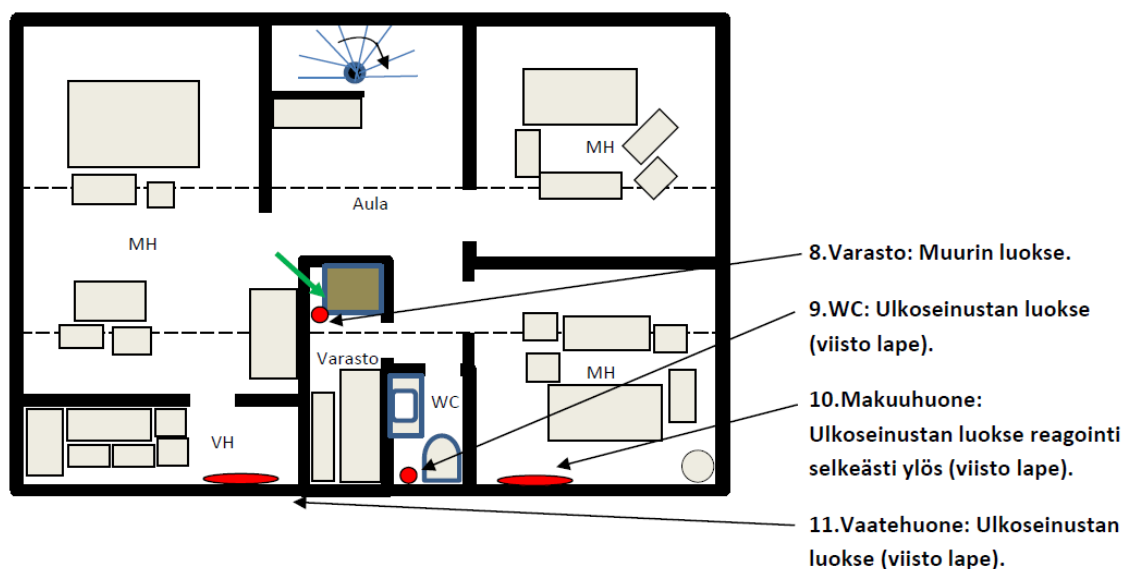 MH
Aula
MH
8.Varasto: Muurin luokse.
9.WC: Ulkoseinustan luokse
(viisto lape).
Varasto
MH
WC
10.Makuuhuone:
Ulkoseinustan luokse reagointi
selkeästi ylös (viisto lape).
VH
11.Vaatehuone: Ulkoseinustan
luokse (viisto lape).